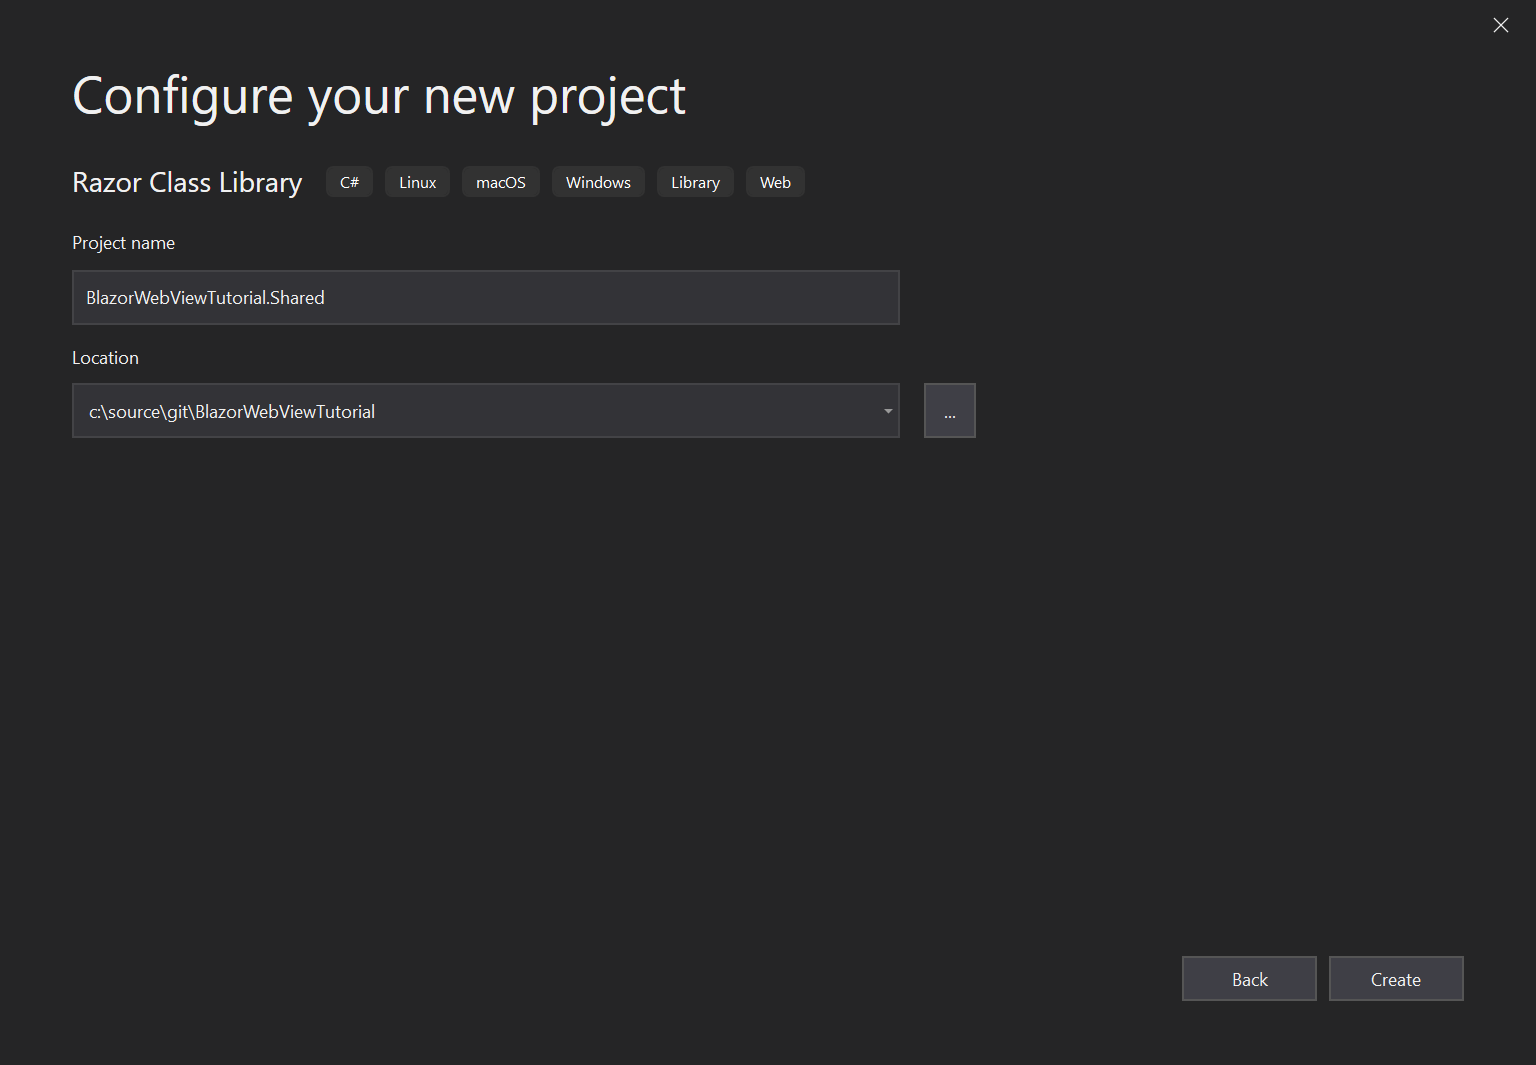 Configure your new project
Razor Class Library C# Linux macOS Windows Library Web
Project name
BlazorWebViewTutorial.Shared
Location
c:\source\git\BlazorWebViewTutorial ...
Back Create